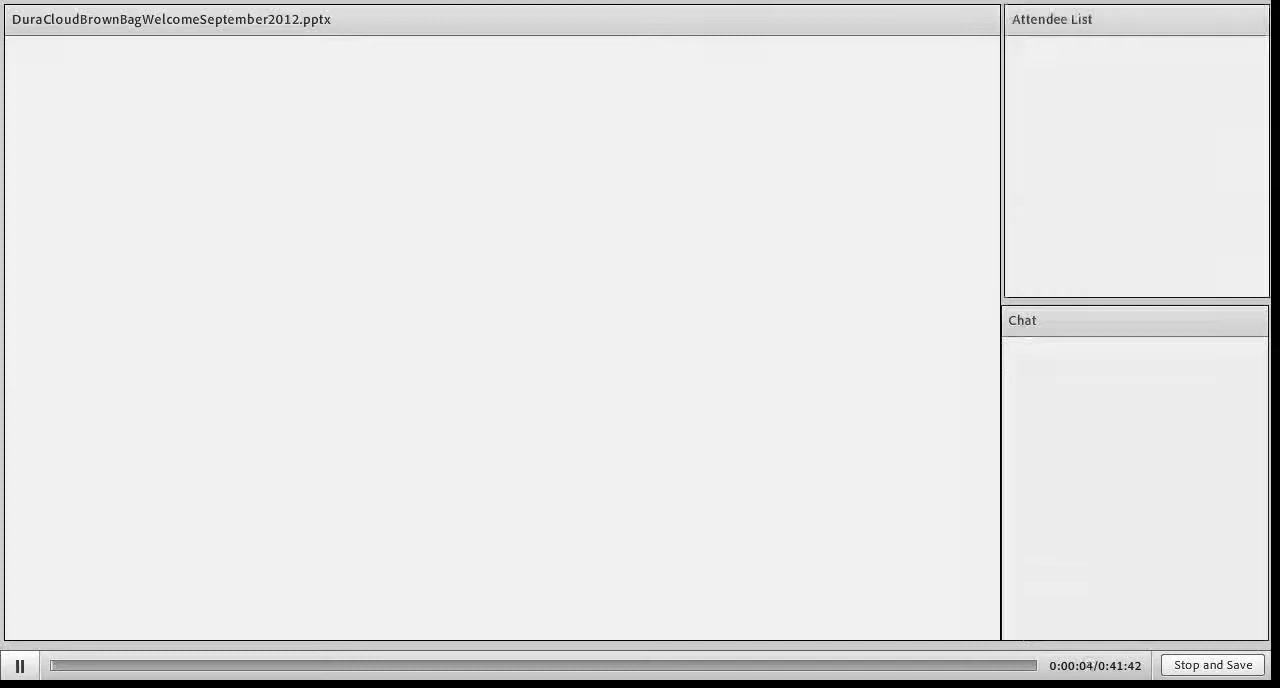 DuraCloudBrownBagWelcomeSeptember2012.pptx
Attendee List
Chat
0:00:04/0:41:42
Stop and Save